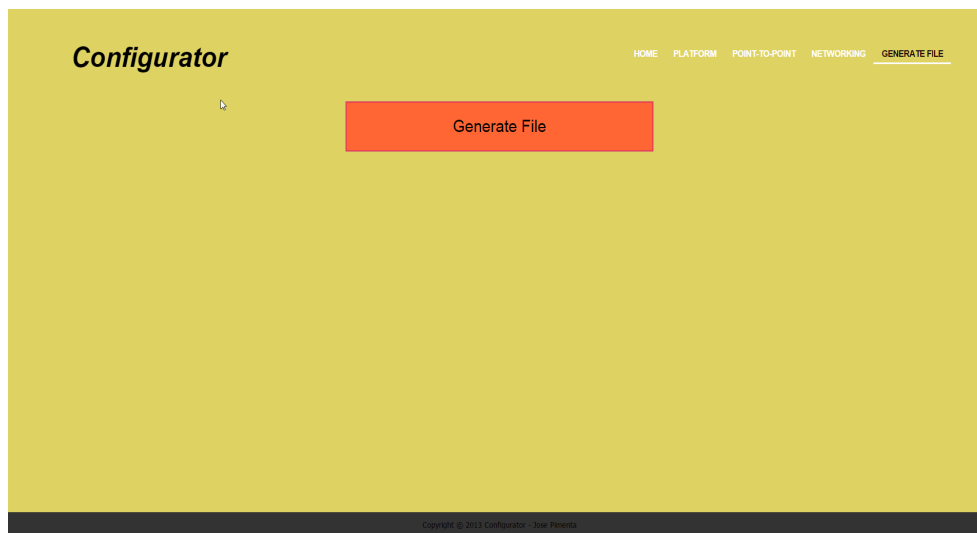 Configurator
HOME PLATFORM POINT-TO-POINT NETWORKING GENERATE FILE
Generate File
Copyright © 2013 Configurator - Jose Pimenta